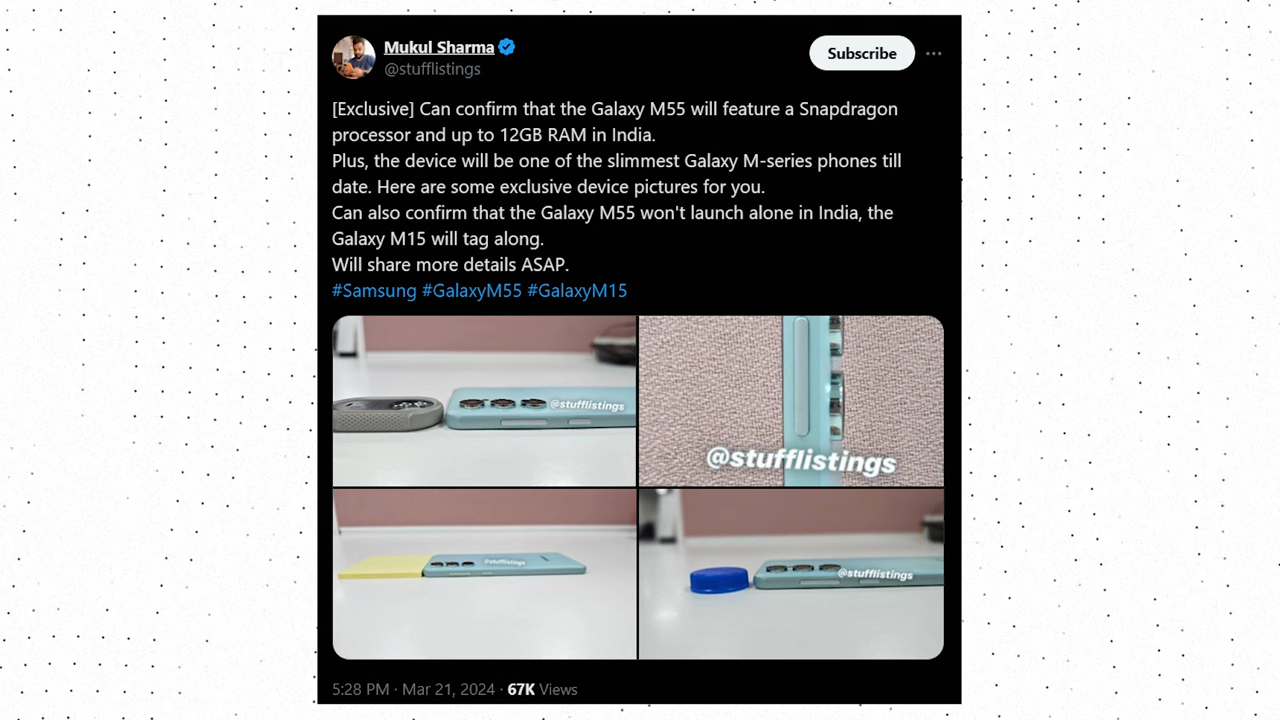 Mukul Sharma
@stufflistings
Subscribe
[Exclusive] Can confirm that the Galaxy M55 will feature a Snapdragon
processor and up to 12GB RAM in India.
Plus, the device will be one of the slimmest Galaxy M-series phones till
date. Here are some exclusive device pictures for you.
Can also confirm that the Galaxy M55 won't launch alone in India, the
Galaxy M15 will tag along.
Will share more details ASAP.
#Samsung #GalaxyM55 #GalaxyM15
@stufflistings
@stufflistings
@stufflistings
@stufflistings
5:28 PM · Mar 21, 2024 · 67K Views